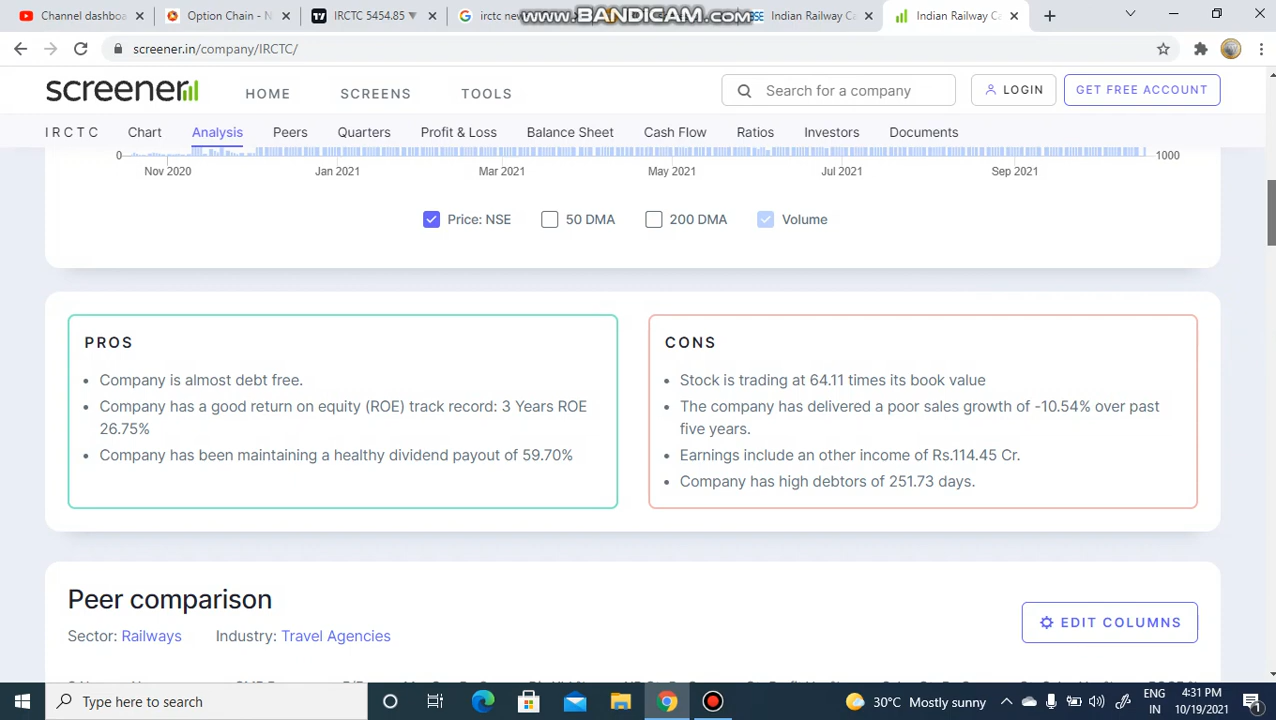 Channel dashboa
Option Chain - N
IRCTC 5454.85
irctc ne
www.BANDICAM.com
Indian Railway Ca
Indian Railway Ca
screener.in/company/IRCTC/
screener
HOME
SCREENS
TOOLS
Search for a company
LOGIN
GET FREE ACCOUNT
I R C T C
Chart
Analysis
Peers
Quarters
Profit & Loss
Balance Sheet
Cash Flow
Ratios
Investors
Documents
0
1000
Nov 2020
Jan 2021
Mar 2021
May 2021
Jul 2021
Sep 2021
Price: NSE
50 DMA
200 DMA
Volume
PROS
• Company is almost debt free.
• Company has a good return on equity (ROE) track record: 3 Years ROE
26.75%
• Company has been maintaining a healthy dividend payout of 59.70%
CONS
• Stock is trading at 64.11 times its book value
• The company has delivered a poor sales growth of -10.54% over past
five years.
• Earnings include an other income of Rs.114.45 Cr.
• Company has high debtors of 251.73 days.
Peer comparison
Sector: Railways
Industry: Travel Agencies
EDIT COLUMNS
Type here to search
30°C Mostly sunny
ENG
IN
4:31 PM
10/19/2021